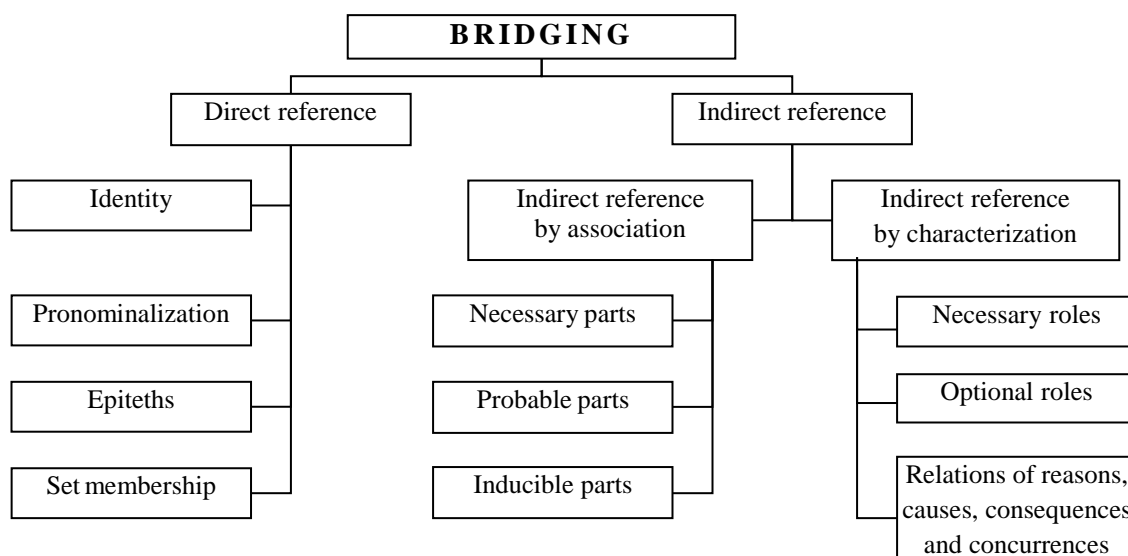 BRIDGING
Direct reference
Indirect reference
Identity
Pronominalization
Epiteths
Set membership
Indirect reference
by association
Necessary parts
Probable parts
Inducible parts
Indirect reference
by characterization
Necessary roles
Optional roles
Relations of reasons,
causes, consequences
and concurrences